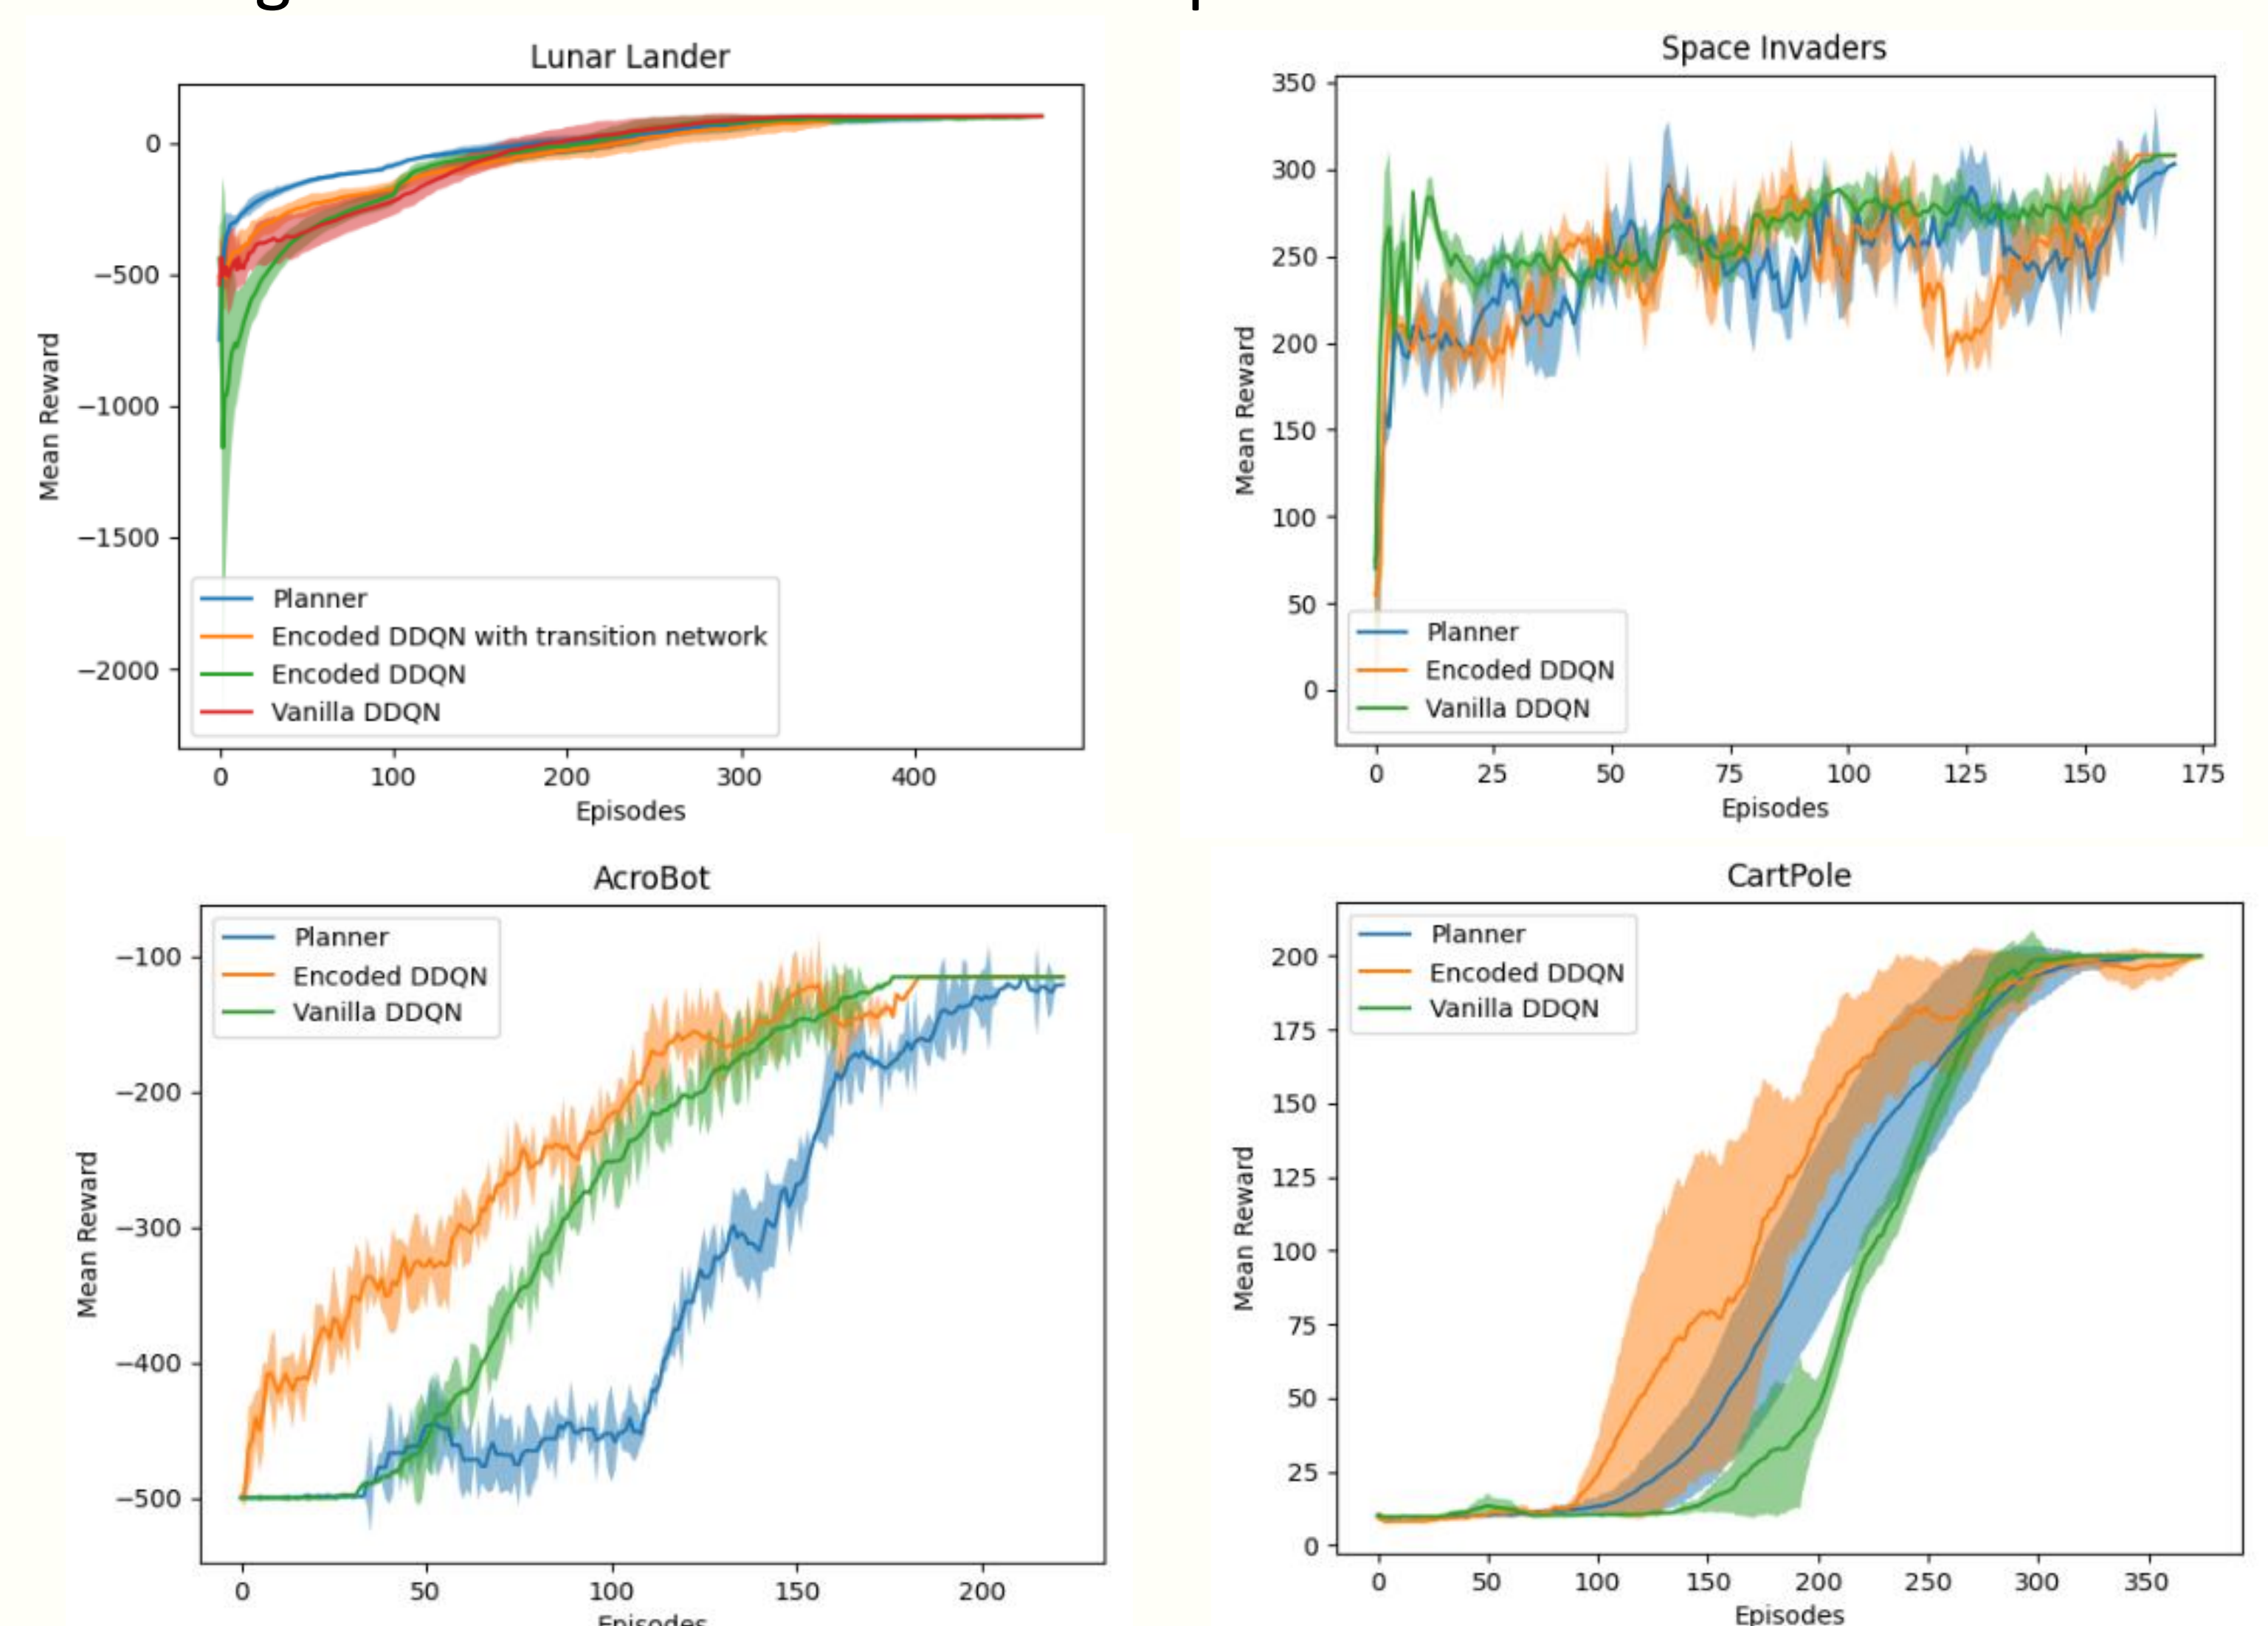 Lunar Lander
Mean Reward
0
−500
−1000
−1500
−2000
Planner
Encoded DDQN with transition network
Encoded DDQN
Vanilla DDQN
0 100 200 300 400
Episodes
Space Invaders
Mean Reward
350
300
250
200
150
100
50
0
Planner
Encoded DDQN
Vanilla DDQN
0 25 50 75 100 125 150 175
Episodes
AcroBot
Mean Reward
Planner
Encoded DDQN
Vanilla DDQN
−100
−200
−300
−400
−500
0 50 100 150 200
Episodes
CartPole
Mean Reward
Planner
Encoded DDQN
Vanilla DDQN
200
175
150
125
100
75
50
25
0
0 50 100 150 200 250 300 350
Episodes